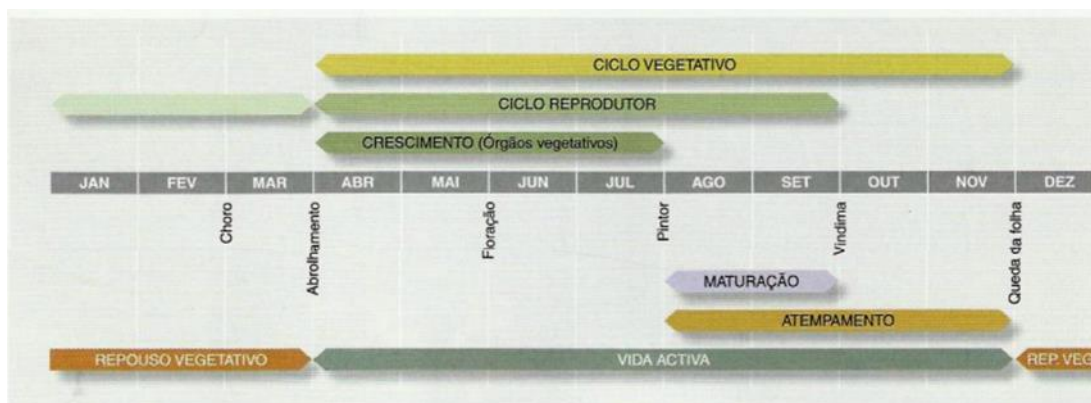 CICLO VEGETATIVO
CICLO REPRODUTOR
CRESCIMENTO (Órgãos vegetativos)
JAN FEV MAR ABR MAI JUN JUL AGO SET OUT NOV DEZ
Choro
Abrolhamento
Floração
Pintor
Vindima
Queda da folha
MATURAÇÃO
ATEMPAMENTO
REPOUSO VEGETATIVO VIDA ACTIVA REP. VEG